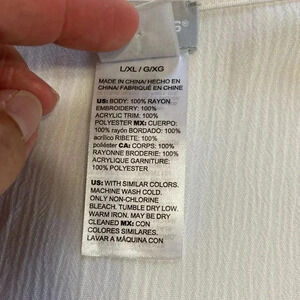 S®
L/XL / G/XG
MADE IN CHINA/HECHO EN
CHINA/ FABRIQUÉ EN CHINE
US: BODY: 100% RAYON
EMBROIDERY: 100%
ACRYLIC TRIM: 100%
POLYESTER MX: CUERPO:
100% rayón BORDADO: 100%
acrílico RIBETE: 100%
poliéster CA: CORPS: 100%
RAYONNE BRODERIE: 100%
ACRYLIQUE GARNITURE:
100% POLYESTER
US: WITH SIMILAR COLORS.
MACHINE WASH COLD.
ONLY NON-CHLORINE
BLEACH. TUMBLE DRY LOW.
WARM IRON. MAY BE DRY
CLEANED MX: CON
COLORES SIMILARES.
LAVAR A MÁQUINA CON